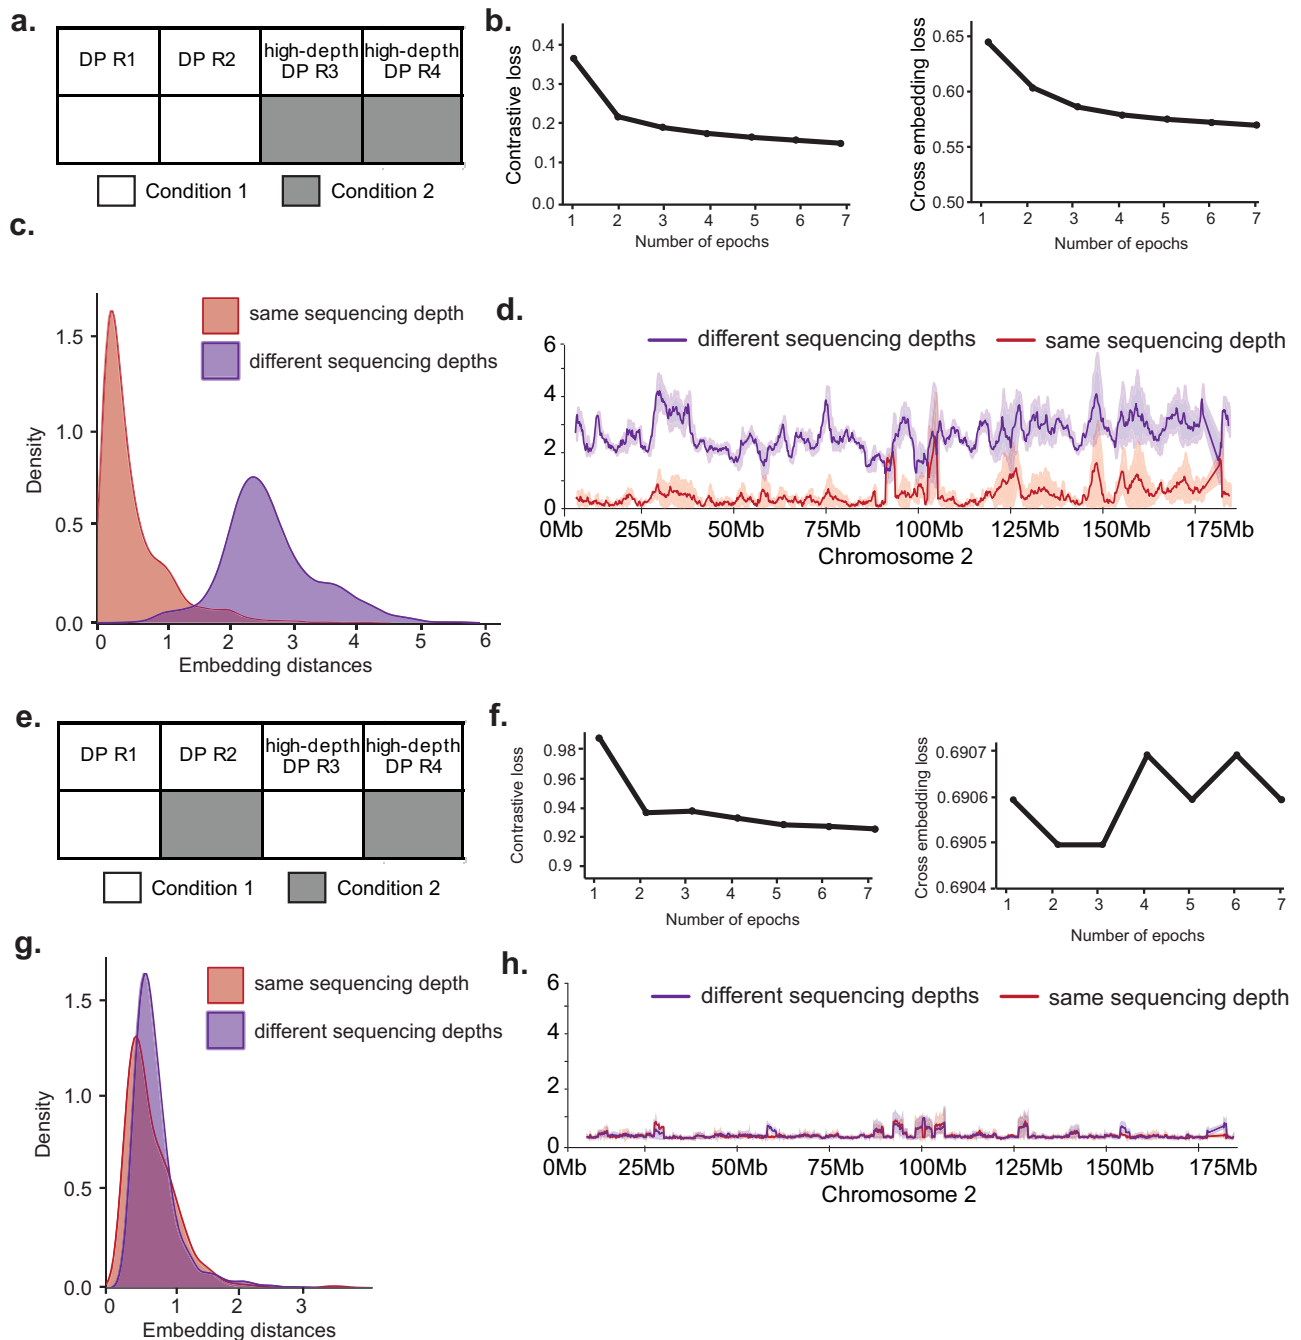 a.
DP R1
DP R2
high-depth
DP R3
high-depth
DP R4
Condition 1
Condition 2
b.
Contrastive loss
0.4
0.3
0.2
0.1
0.0
1 2 3 4 5 6 7
Number of epochs
Cross embedding loss
0.65
0.60
0.55
0.50
1 2 3 4 5 6 7
Number of epochs
c.
same sequencing depth
different sequencing depths
Density
1.5
1.0
0.5
0.0
0 1 2 3 4 5 6
Embedding distances
d.
different sequencing depths
same sequencing depth
6
4
2
0
0Mb 25Mb 50Mb 75Mb 100Mb 125Mb 150Mb 175Mb
Chromosome 2
e.
DP R1
DP R2
high-depth
DP R3
high-depth
DP R4
Condition 1
Condition 2
f.
Contrastive loss
0.98
0.96
0.94
0.92
0.9
1 2 3 4 5 6 7
Number of epochs
Cross embedding loss
0.6907
0.6906
0.6905
0.6904
1 2 3 4 5 6 7
Number of epochs
g.
same sequencing depth
different sequencing depths
Density
1.5
1.0
0.5
0.0
0 1 2 3
Embedding distances
h.
different sequencing depths
same sequencing depth
6
4
2
0
0Mb 25Mb 50Mb 75Mb 100Mb 125Mb 150Mb 175Mb
Chromosome 2